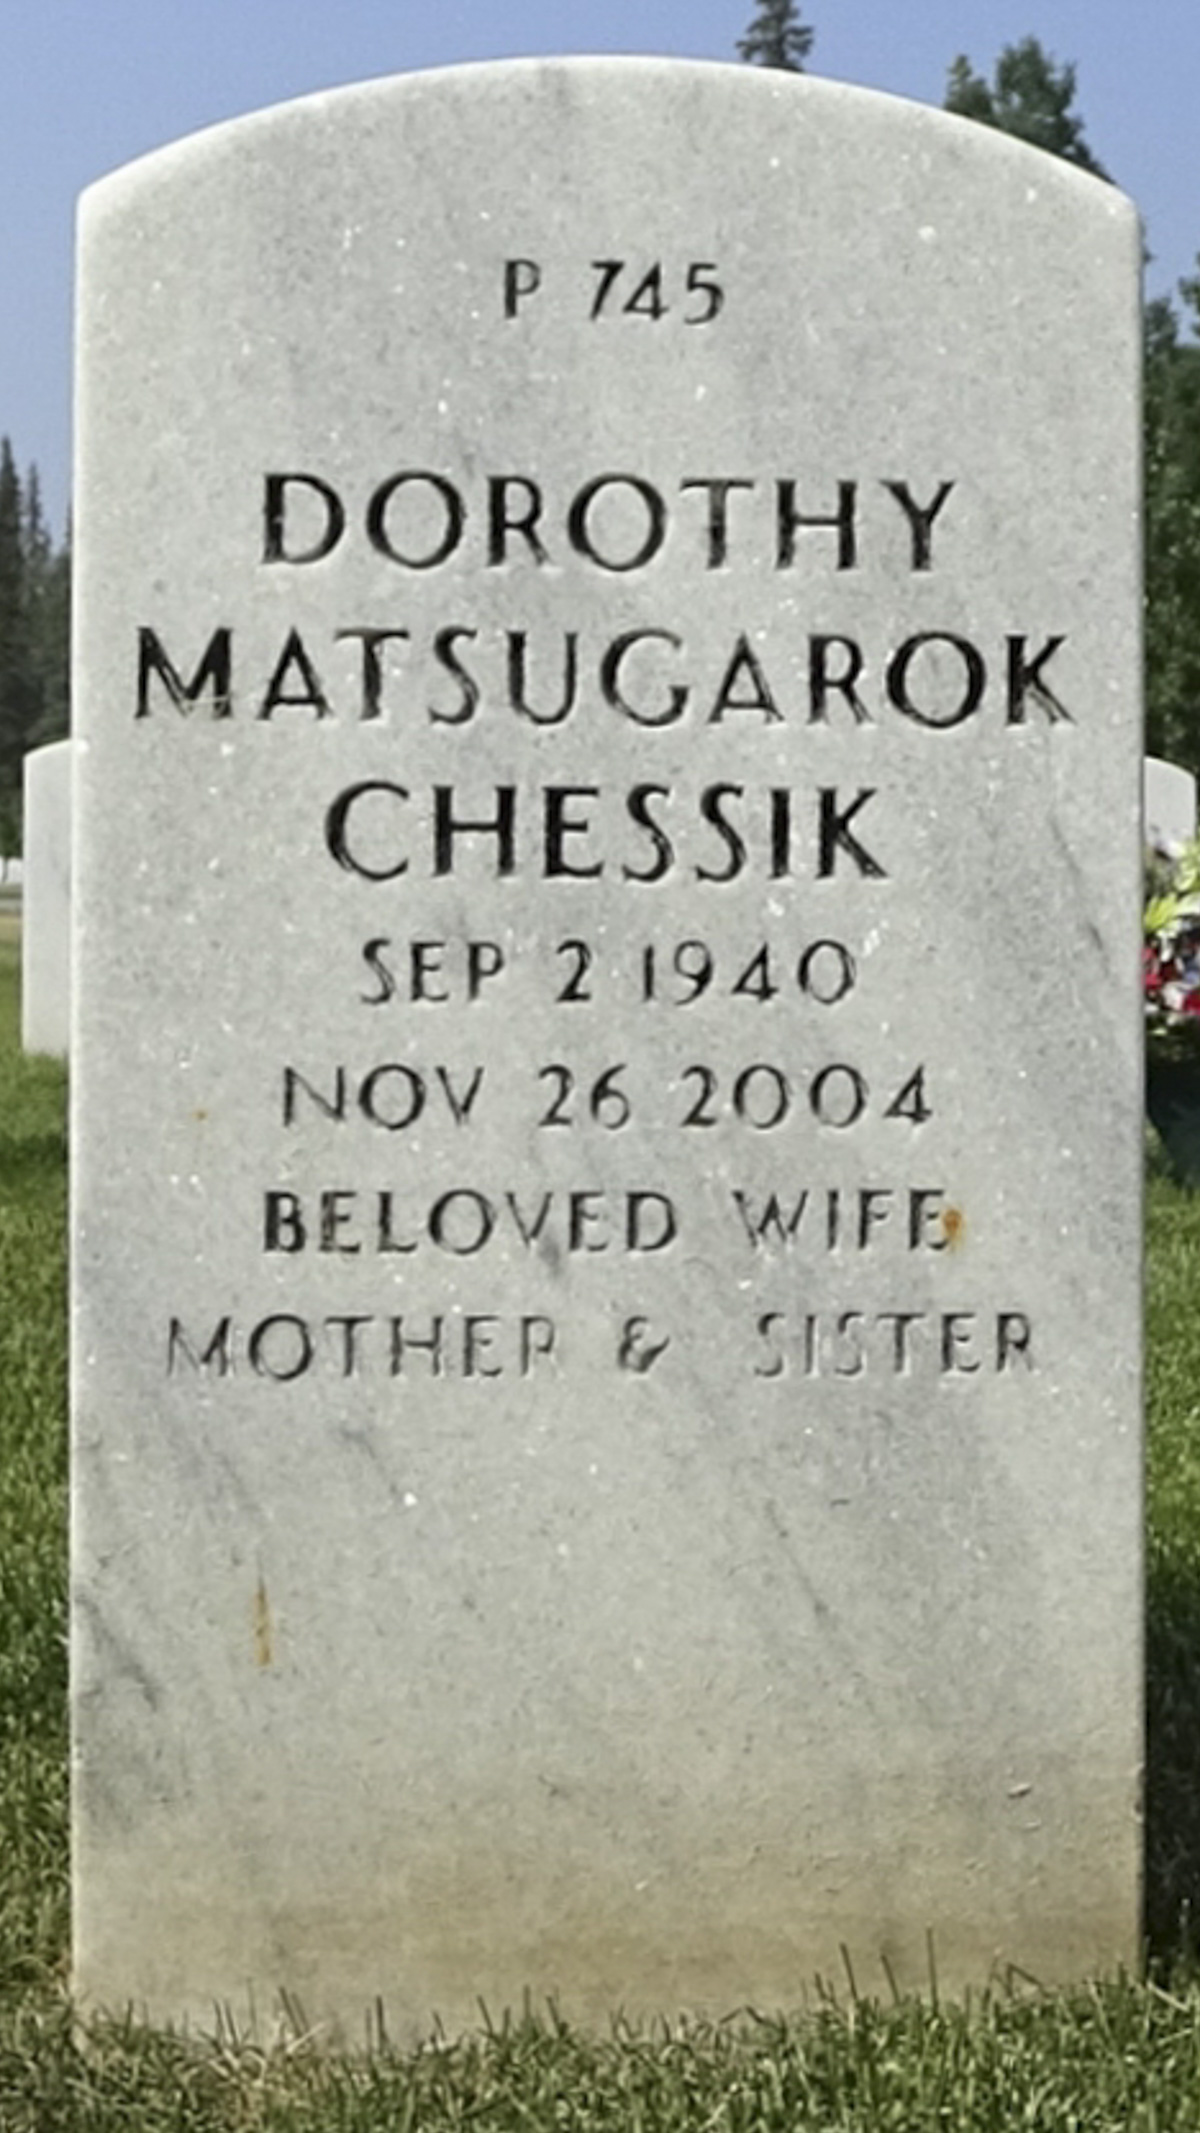 P 745
DOROTHY
MATSUGAROK
CHESSIK
SEP 2 1940
NOV 26 2004
BELOVED WIFE
MOTHER & SISTER